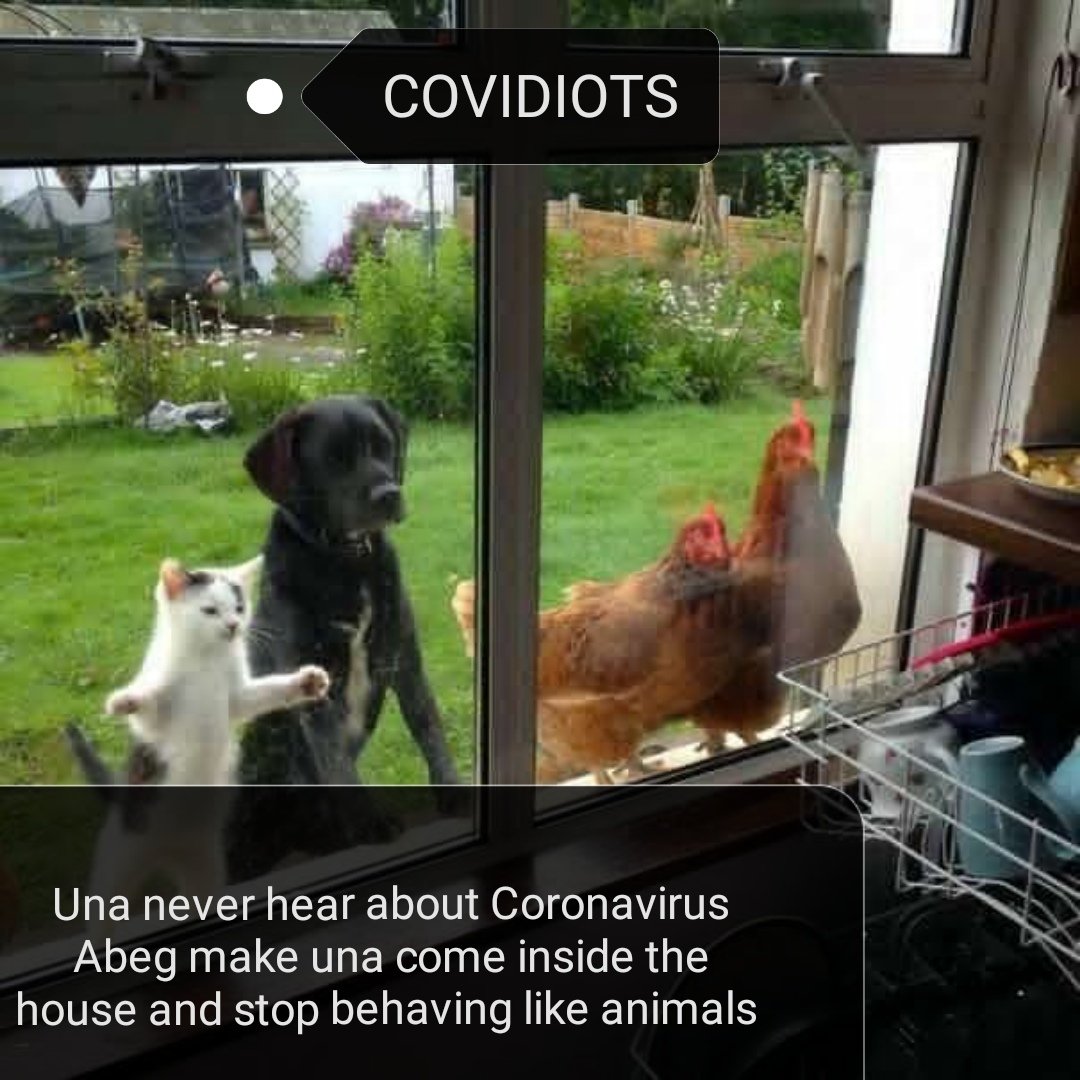 COVIDIOTS
Una never hear about Coronavirus
Abeg make una come inside the
house and stop behaving like animals